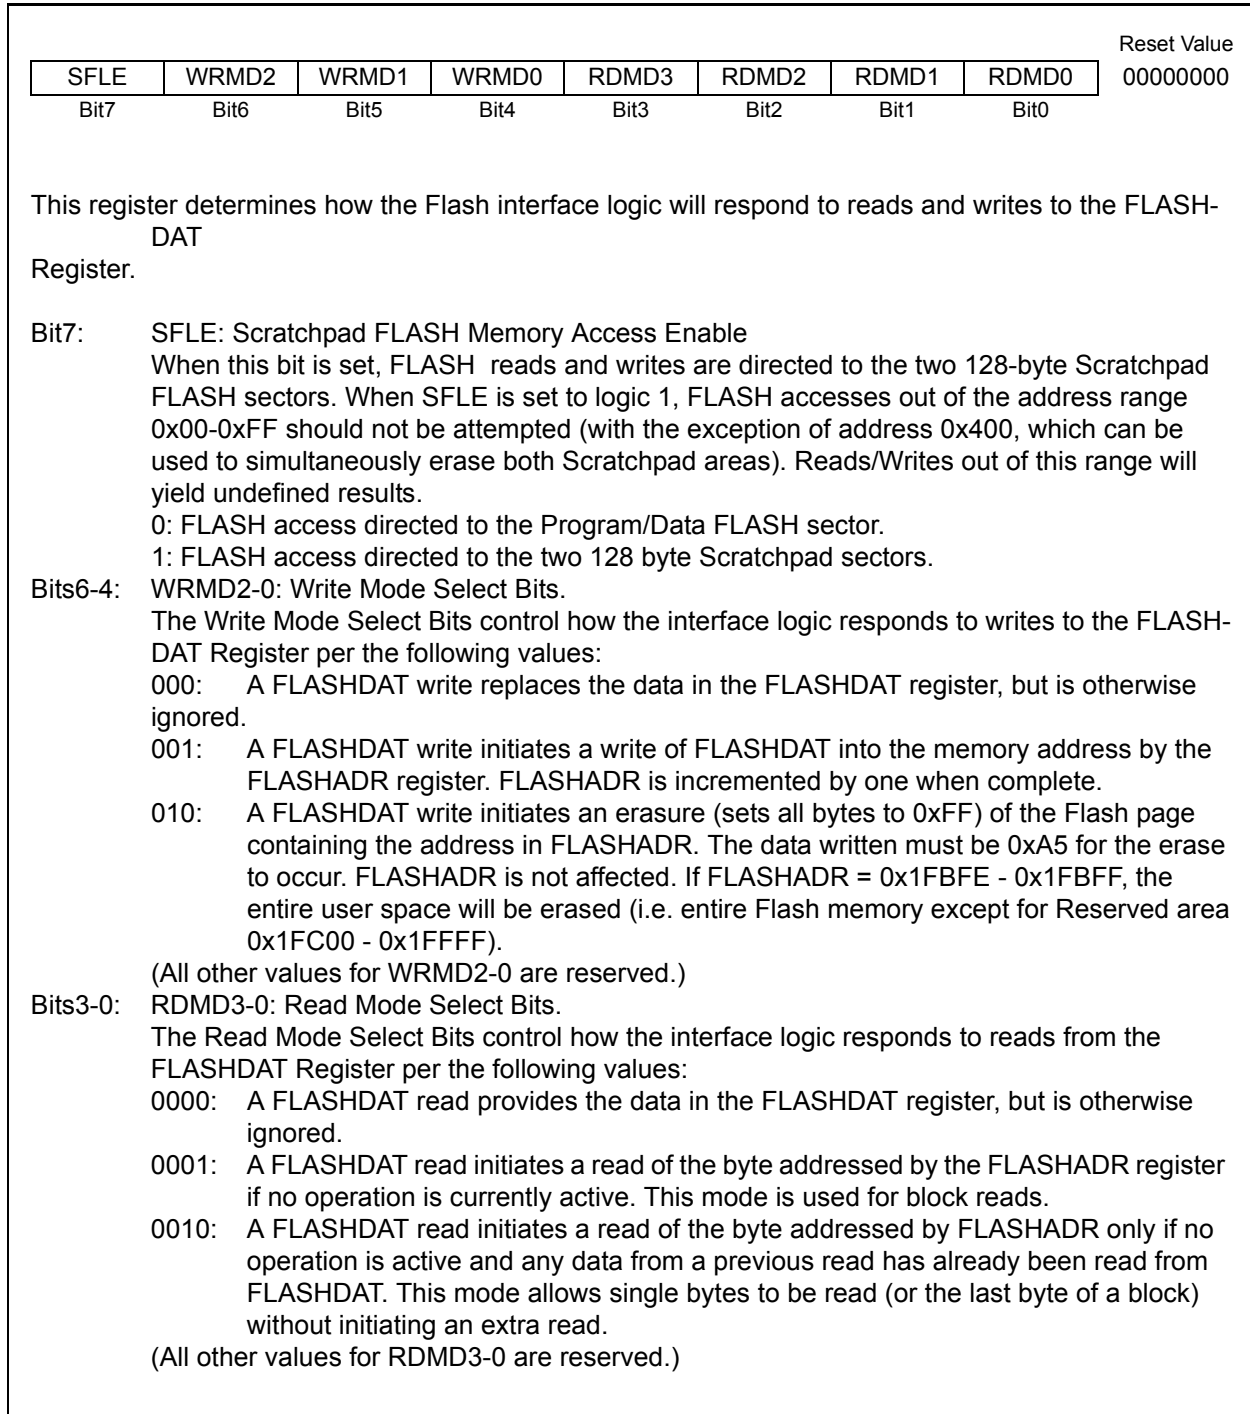 Reset Value
SFLE WRMD2 WRMD1 WRMD0 RDMD3 RDMD2 RDMD1 RDMD0 00000000
Bit7 Bit6 Bit5 Bit4 Bit3 Bit2 Bit1 Bit0
This register determines how the Flash interface logic will respond to reads and writes to the FLASH-
DAT
Register.
Bit7: SFLE: Scratchpad FLASH Memory Access Enable
When this bit is set, FLASH  reads and writes are directed to the two 128-byte Scratchpad
FLASH sectors. When SFLE is set to logic 1, FLASH accesses out of the address range
0x00-0xFF should not be attempted (with the exception of address 0x400, which can be
used to simultaneously erase both Scratchpad areas). Reads/Writes out of this range will
yield undefined results.
0: FLASH access directed to the Program/Data FLASH sector.
1: FLASH access directed to the two 128 byte Scratchpad sectors.
Bits6-4: WRMD2-0: Write Mode Select Bits.
The Write Mode Select Bits control how the interface logic responds to writes to the FLASH-
DAT Register per the following values:
000: A FLASHDAT write replaces the data in the FLASHDAT register, but is otherwise
ignored.
001: A FLASHDAT write initiates a write of FLASHDAT into the memory address by the
FLASHADR register. FLASHADR is incremented by one when complete.
010: A FLASHDAT write initiates an erasure (sets all bytes to 0xFF) of the Flash page
containing the address in FLASHADR. The data written must be 0xA5 for the erase
to occur. FLASHADR is not affected. If FLASHADR = 0x1FBFE - 0x1FBFF, the
entire user space will be erased (i.e. entire Flash memory except for Reserved area
0x1FC00 - 0x1FFFF).
(All other values for WRMD2-0 are reserved.)
Bits3-0: RDMD3-0: Read Mode Select Bits.
The Read Mode Select Bits control how the interface logic responds to reads from the
FLASHDAT Register per the following values:
0000: A FLASHDAT read provides the data in the FLASHDAT register, but is otherwise
ignored.
0001: A FLASHDAT read initiates a read of the byte addressed by the FLASHADR register
if no operation is currently active. This mode is used for block reads.
0010: A FLASHDAT read initiates a read of the byte addressed by FLASHADR only if no
operation is active and any data from a previous read has already been read from
FLASHDAT. This mode allows single bytes to be read (or the last byte of a block)
without initiating an extra read.
(All other values for RDMD3-0 are reserved.)